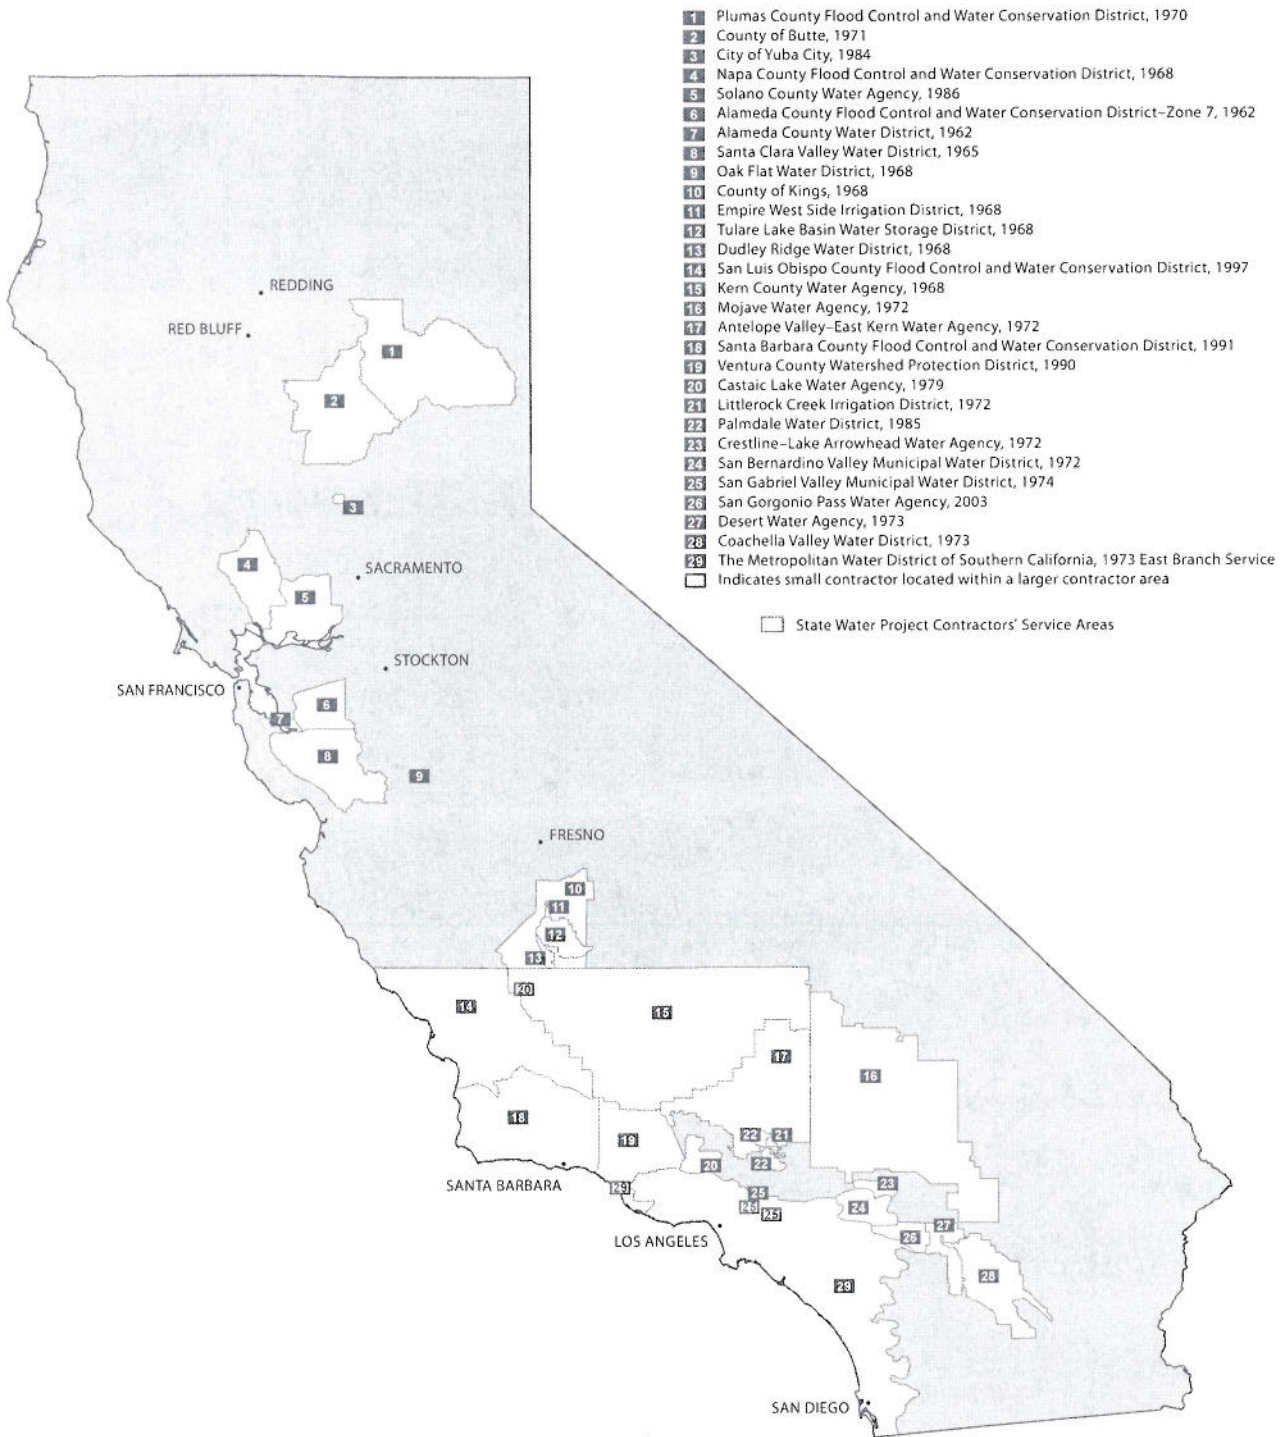 1 Plumas County Flood Control and Water Conservation District, 1970
2 County of Butte, 1971
3 City of Yuba City, 1984
4 Napa County Flood Control and Water Conservation District, 1968
5 Solano County Water Agency, 1986
6 Alameda County Flood Control and Water Conservation District–Zone 7, 1962
7 Alameda County Water District, 1962
8 Santa Clara Valley Water District, 1965
9 Oak Flat Water District, 1968
10 County of Kings, 1968
11 Empire West Side Irrigation District, 1968
12 Tulare Lake Basin Water Storage District, 1968
13 Dudley Ridge Water District, 1968
14 San Luis Obispo County Flood Control and Water Conservation District, 1997
15 Kern County Water Agency, 1968
16 Mojave Water Agency, 1972
17 Antelope Valley–East Kern Water Agency, 1972
18 Santa Barbara County Flood Control and Water Conservation District, 1991
19 Ventura County Watershed Protection District, 1990
20 Castaic Lake Water Agency, 1979
21 Littlerock Creek Irrigation District, 1972
22 Palmdale Water District, 1985
23 Crestline–Lake Arrowhead Water Agency, 1972
24 San Bernardino Valley Municipal Water District, 1972
25 San Gabriel Valley Municipal Water District, 1974
26 San Gorgonio Pass Water Agency, 2003
27 Desert Water Agency, 1973
28 Coachella Valley Water District, 1973
29 The Metropolitan Water District of Southern California, 1973 East Branch Service
Indicates small contractor located within a larger contractor area
State Water Project Contractors' Service Areas
REDDING
RED BLUFF
1
2
3
4
SACRAMENTO
5
STOCKTON
SAN FRANCISCO
6
7
8
9
FRESNO
10
11
12
13
20
14
15
17
16
18
19
22 21
20 22
SANTA BARBARA
29
25
23
25
25
24
LOS ANGELES
27
26
28
29
SAN DIEGO